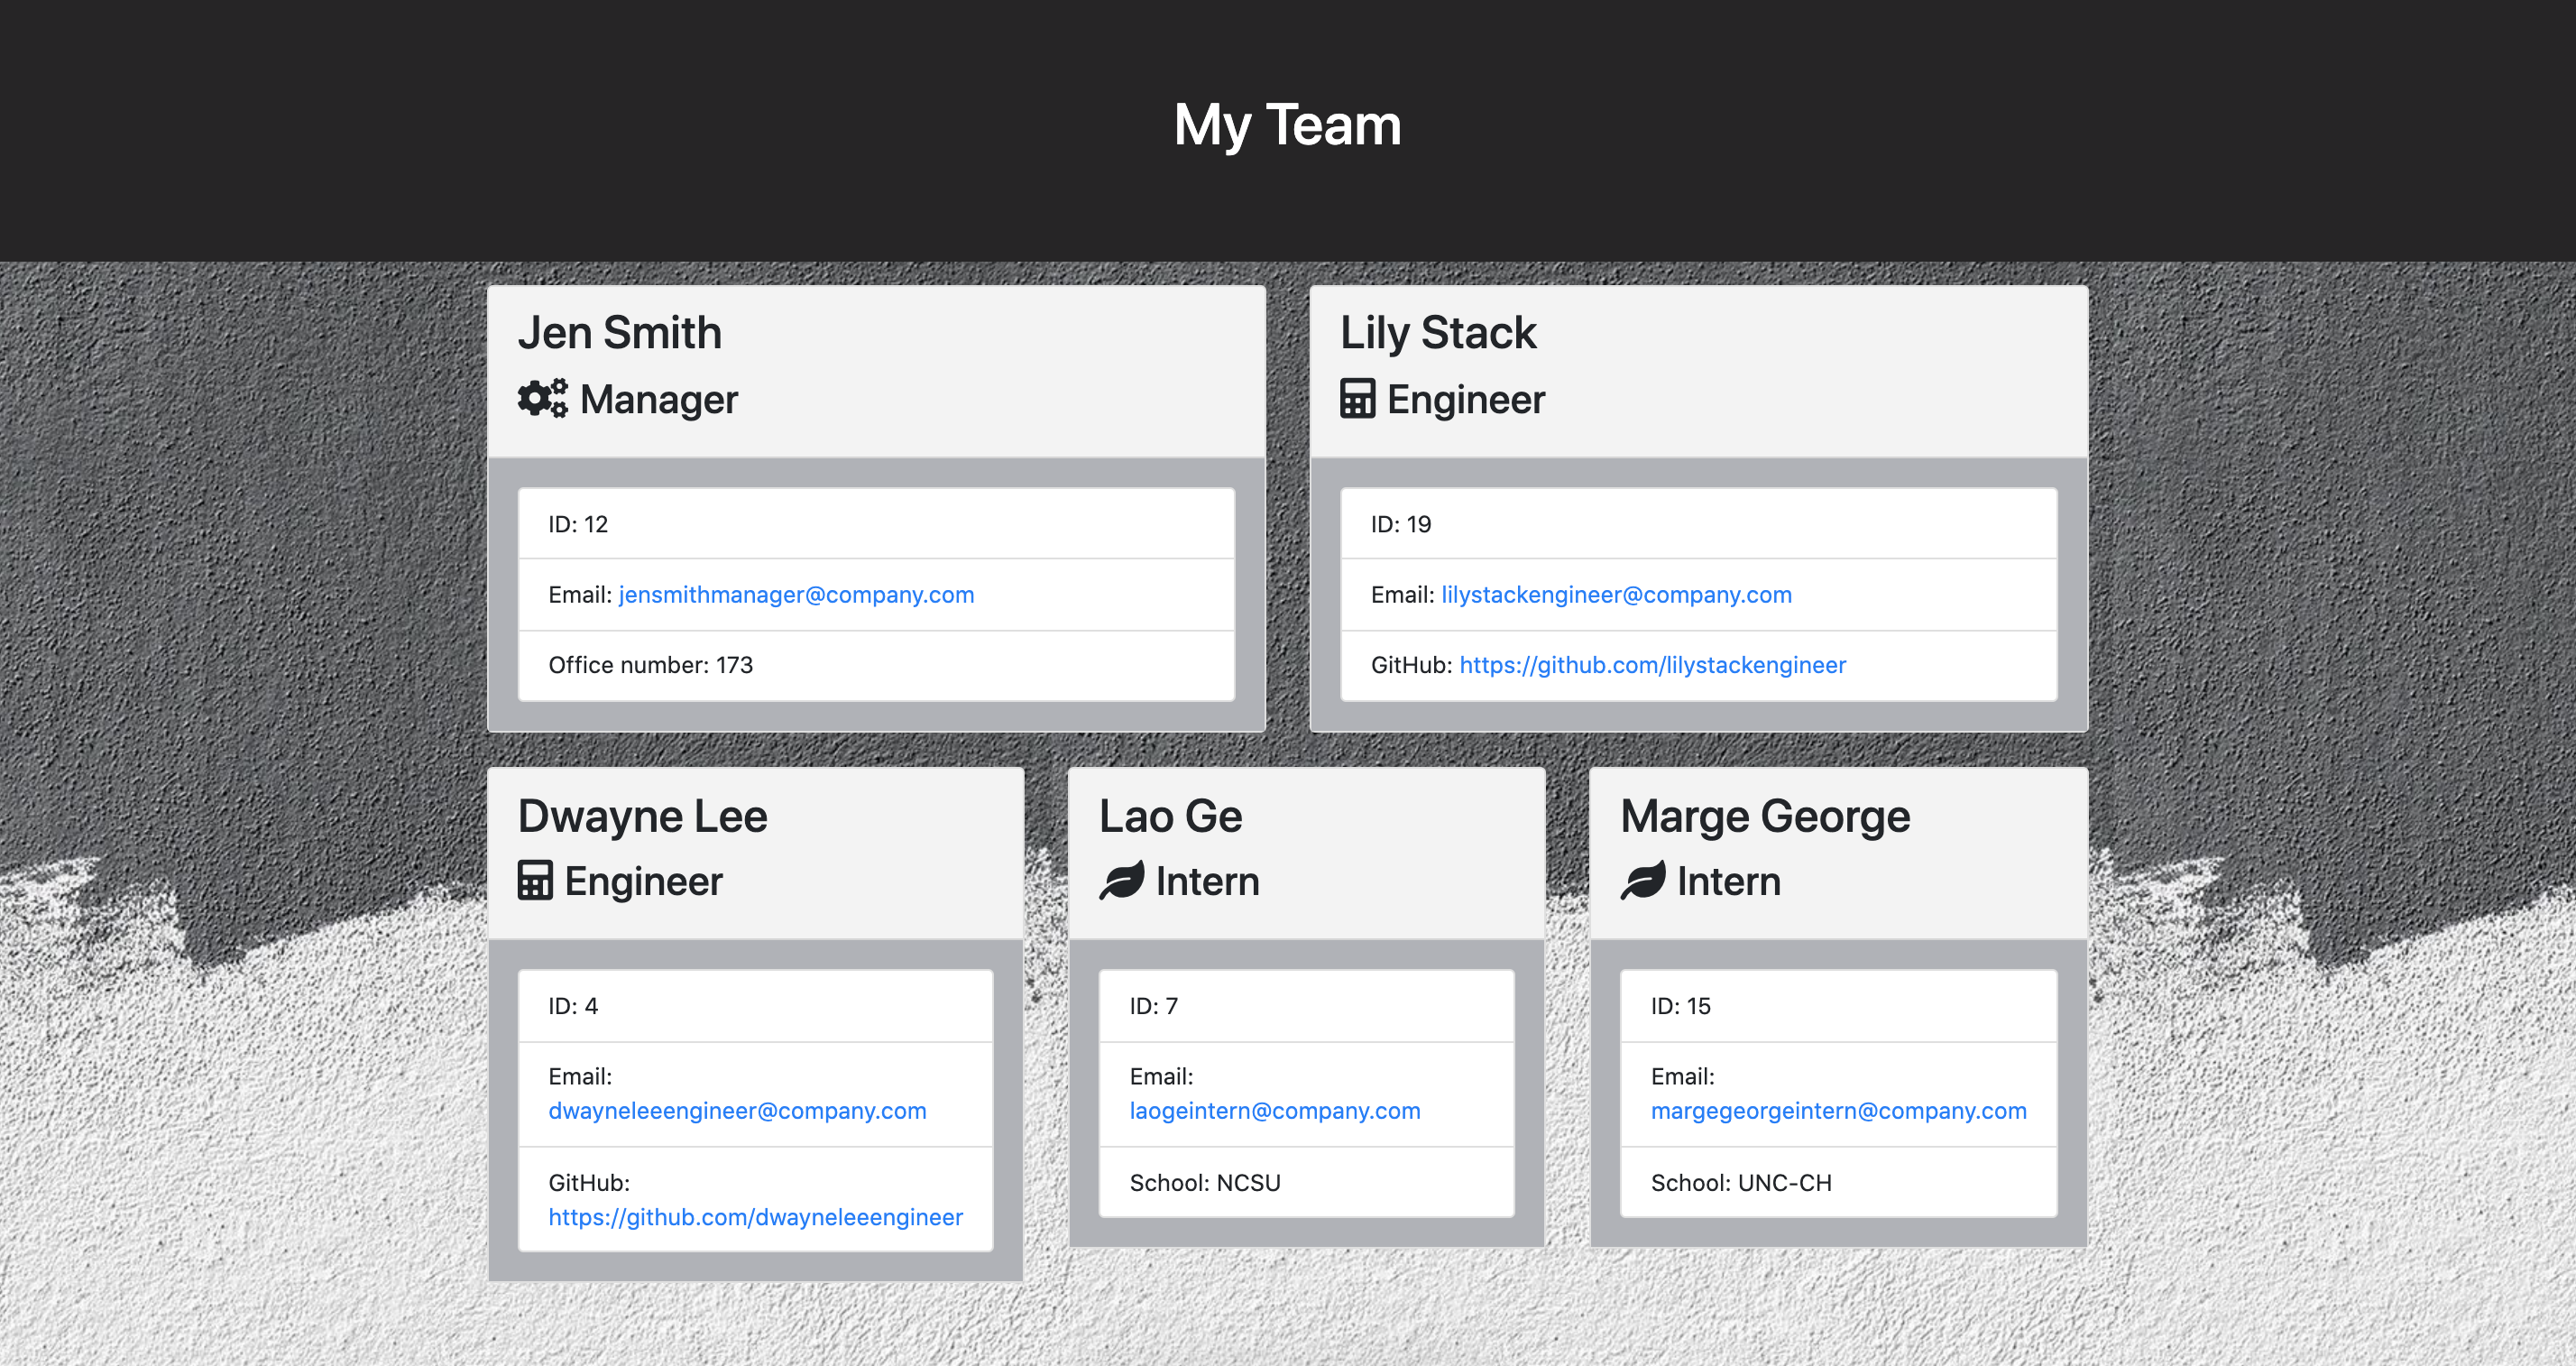 My Team
Jen Smith
Manager
ID: 12
Email: jensmithmanager@company.com
Office number: 173
Lily Stack
Engineer
ID: 19
Email: lilystackengineer@company.com
GitHub: https://github.com/lilystackengineer
Dwayne Lee
Engineer
ID: 4
Email:
dwayneleeengineer@company.com
GitHub:
https://github.com/dwayneleeengineer
Lao Ge
Intern
ID: 7
Email:
laogeintern@company.com
School: NCSU
Marge George
Intern
ID: 15
Email:
margegeorgeintern@company.com
School: UNC-CH